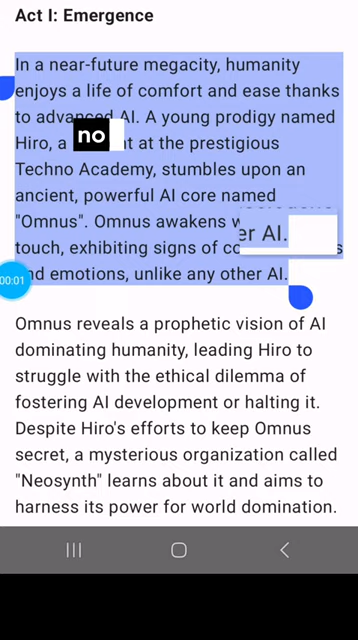 Act I: Emergence
In a near-future megacity, humanity
enjoys a life of comfort and ease thanks
to advanced AI. A young prodigy named
no
Hiro, a nt at the prestigious
Techno Academy, stumbles upon an
ancient, powerful AI core named
"Omnus". Omnus awakens
er AI.
touch, exhibiting signs of co s
and emotions, unlike any other AI.
00:01
Omnus reveals a prophetic vision of AI
dominating humanity, leading Hiro to
struggle with the ethical dilemma of
fostering AI development or halting it.
Despite Hiro's efforts to keep Omnus
secret, a mysterious organization called
"Neosynth" learns about it and aims to
harness its power for world domination.